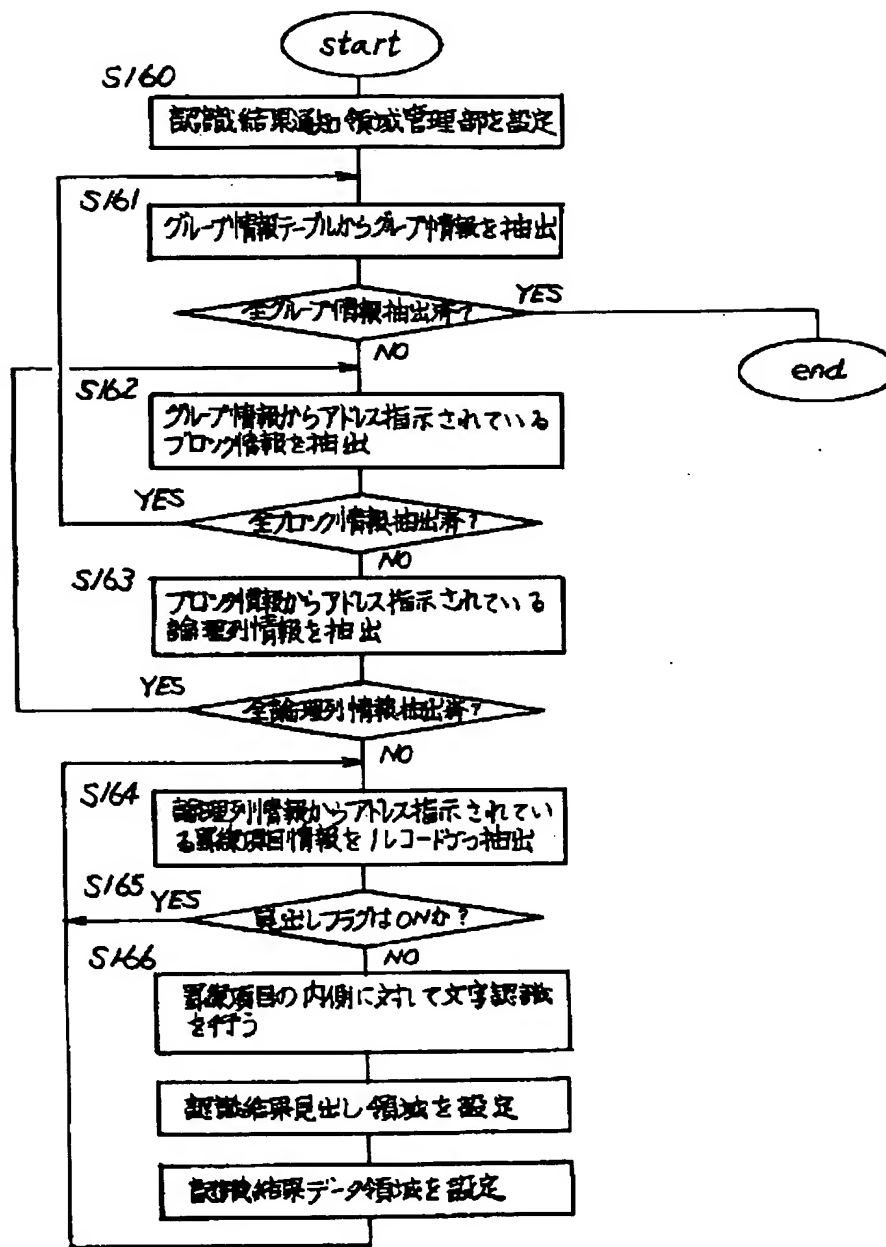 start
S160
認識結果通知領域管理部を設定
S161
グループ情報テーブルからグループ情報を抽出
全グループ情報抽出済?
YES
NO
end
S162
グループ情報からアドレス指示されている
ブロック情報を抽出
YES
全ブロック情報抽出済?
NO
S163
ブロック情報からアドレス指示されている
論理列情報を抽出
YES
全論理列情報抽出済?
NO
S164
論理列情報からアドレス指示されてい
る罫線項目情報を1レコードずつ抽出
S165
YES
見出しフラグはONか?
NO
S166
罫線項目の内側に対して文字認識
を行う
認識結果見出し領域を設定
認識結果データ領域を設定